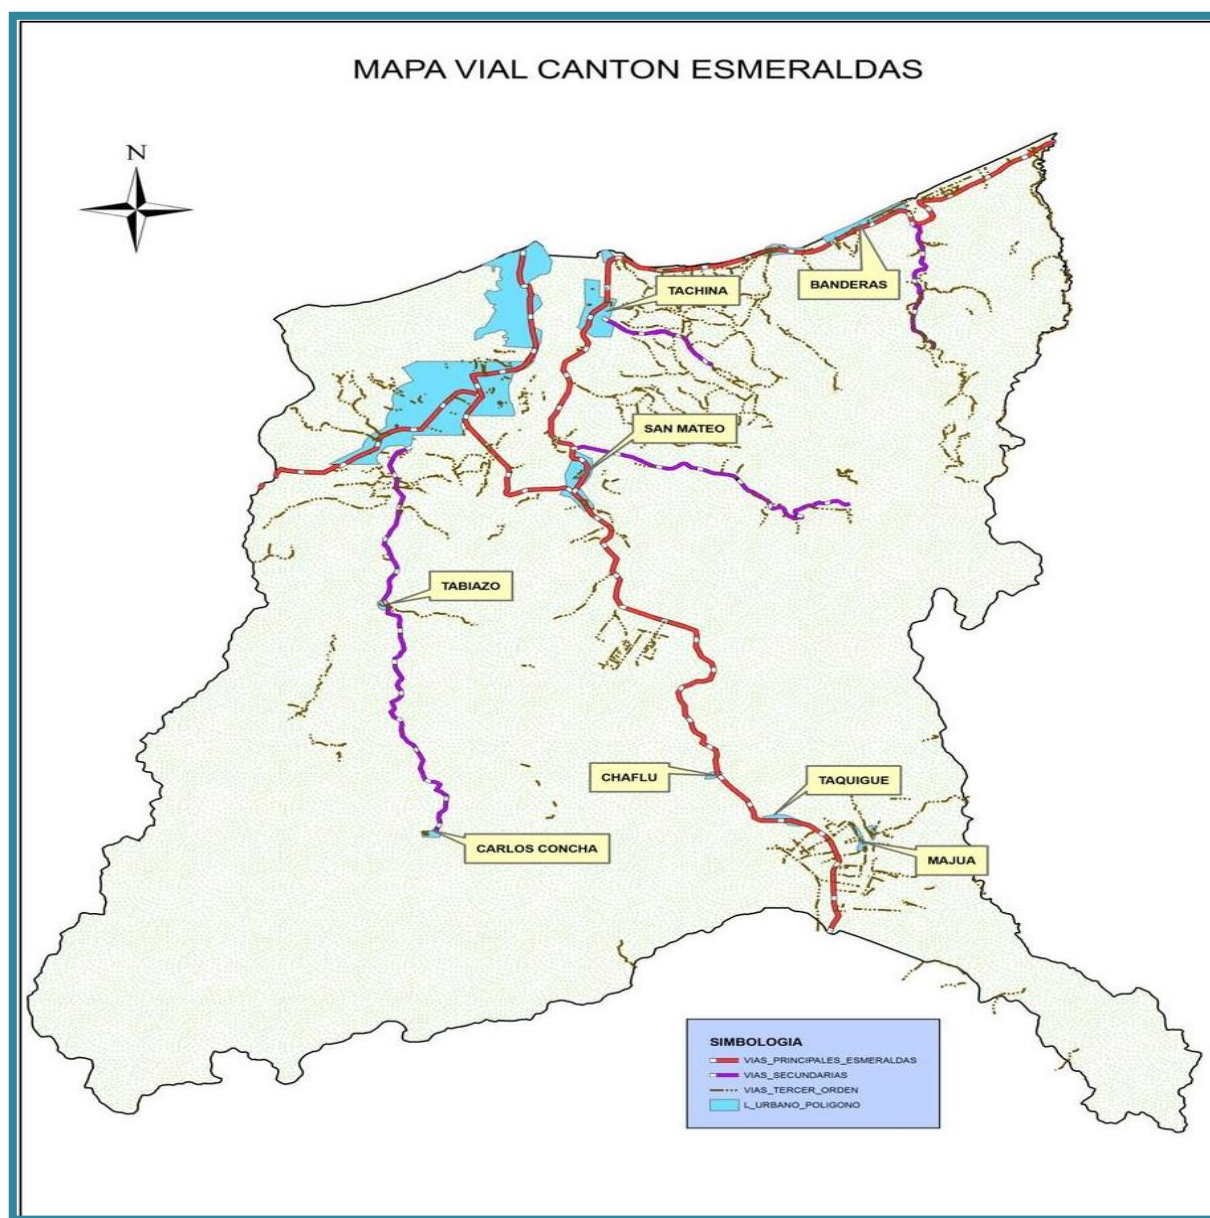 MAPA VIAL CANTON ESMERALDAS
N
TACHINA
BANDERAS
SAN MATEO
TABIAZO
CHAFLU
TAQUIGUE
CARLOS CONCHA
MAJUA
SIMBOLOGIA
VIAS_PRINCIPALES_ESMERALDAS
VIAS_SECUNDARIAS
VIAS_TERCER_ORDEN
L_URBANO_POLIGONO